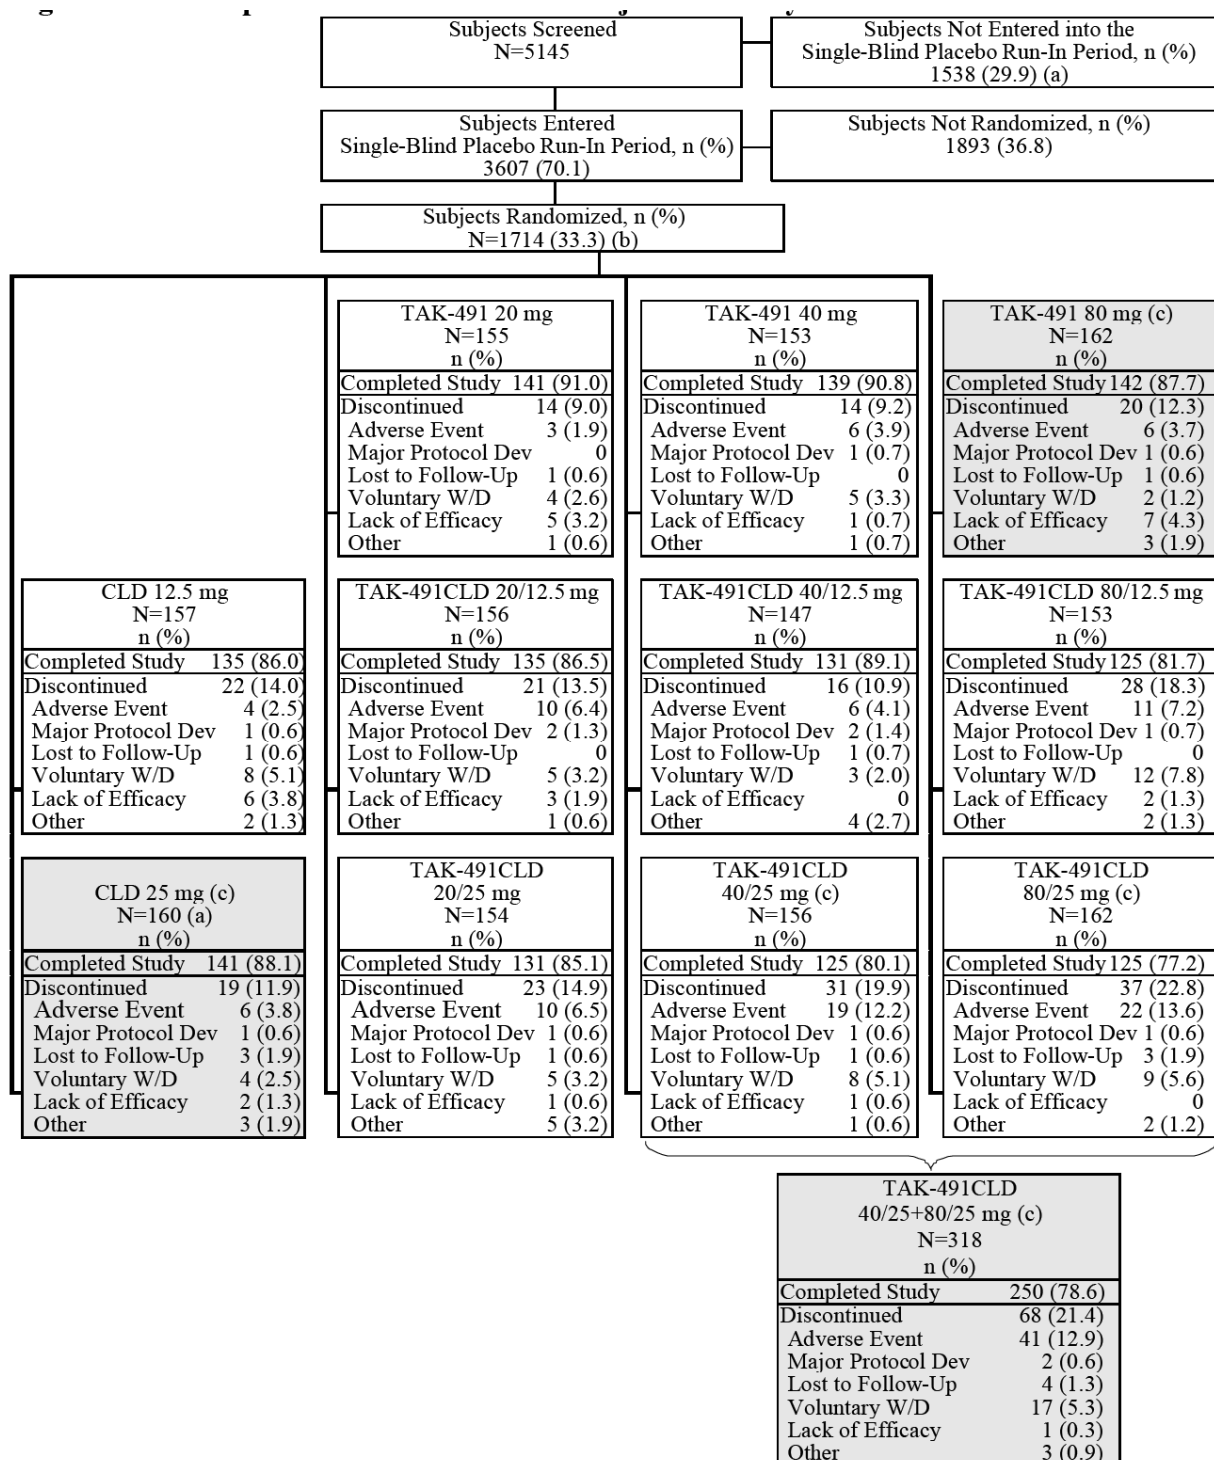 Subjects Screened
N=5145
Subjects Not Entered into the
Single-Blind Placebo Run-In Period, n (%)
1538 (29.9) (a)
Subjects Entered
Single-Blind Placebo Run-In Period, n (%)
3607 (70.1)
Subjects Not Randomized, n (%)
1893 (36.8)
Subjects Randomized, n (%)
N=1714 (33.3) (b)
TAK-491 20 mg
N=155
n (%)
Completed Study 141 (91.0)
Discontinued 14 (9.0)
Adverse Event 3 (1.9)
Major Protocol Dev 0
Lost to Follow-Up 1 (0.6)
Voluntary W/D 4 (2.6)
Lack of Efficacy 5 (3.2)
Other 1 (0.6)
TAK-491 40 mg
N=153
n (%)
Completed Study 139 (90.8)
Discontinued 14 (9.2)
Adverse Event 6 (3.9)
Major Protocol Dev 1 (0.7)
Lost to Follow-Up 0
Voluntary W/D 5 (3.3)
Lack of Efficacy 1 (0.7)
Other 1 (0.7)
TAK-491 80 mg (c)
N=162
n (%)
Completed Study 142 (87.7)
Discontinued 20 (12.3)
Adverse Event 6 (3.7)
Major Protocol Dev 1 (0.6)
Lost to Follow-Up 1 (0.6)
Voluntary W/D 2 (1.2)
Lack of Efficacy 7 (4.3)
Other 3 (1.9)
CLD 12.5 mg
N=157
n (%)
Completed Study 135 (86.0)
Discontinued 22 (14.0)
Adverse Event 4 (2.5)
Major Protocol Dev 1 (0.6)
Lost to Follow-Up 1 (0.6)
Voluntary W/D 8 (5.1)
Lack of Efficacy 6 (3.8)
Other 2 (1.3)
TAK-491CLD 20/12.5 mg
N=156
n (%)
Completed Study 135 (86.5)
Discontinued 21 (13.5)
Adverse Event 10 (6.4)
Major Protocol Dev 2 (1.3)
Lost to Follow-Up 0
Voluntary W/D 5 (3.2)
Lack of Efficacy 3 (1.9)
Other 1 (0.6)
TAK-491CLD 40/12.5 mg
N=147
n (%)
Completed Study 131 (89.1)
Discontinued 16 (10.9)
Adverse Event 6 (4.1)
Major Protocol Dev 2 (1.4)
Lost to Follow-Up 1 (0.7)
Voluntary W/D 3 (2.0)
Lack of Efficacy 0
Other 4 (2.7)
TAK-491CLD 80/12.5 mg
N=153
n (%)
Completed Study 125 (81.7)
Discontinued 28 (18.3)
Adverse Event 11 (7.2)
Major Protocol Dev 1 (0.7)
Lost to Follow-Up 0
Voluntary W/D 12 (7.8)
Lack of Efficacy 2 (1.3)
Other 2 (1.3)
CLD 25 mg (c)
N=160 (a)
n (%)
Completed Study 141 (88.1)
Discontinued 19 (11.9)
Adverse Event 6 (3.8)
Major Protocol Dev 1 (0.6)
Lost to Follow-Up 3 (1.9)
Voluntary W/D 4 (2.5)
Lack of Efficacy 2 (1.3)
Other 3 (1.9)
TAK-491CLD
20/25 mg
N=154
n (%)
Completed Study 131 (85.1)
Discontinued 23 (14.9)
Adverse Event 10 (6.5)
Major Protocol Dev 1 (0.6)
Lost to Follow-Up 1 (0.6)
Voluntary W/D 5 (3.2)
Lack of Efficacy 1 (0.6)
Other 5 (3.2)
TAK-491CLD
40/25 mg (c)
N=156
n (%)
Completed Study 125 (80.1)
Discontinued 31 (19.9)
Adverse Event 19 (12.2)
Major Protocol Dev 1 (0.6)
Lost to Follow-Up 1 (0.6)
Voluntary W/D 8 (5.1)
Lack of Efficacy 1 (0.6)
Other 1 (0.6)
TAK-491CLD
80/25 mg (c)
N=162
n (%)
Completed Study 125 (77.2)
Discontinued 37 (22.8)
Adverse Event 22 (13.6)
Major Protocol Dev 1 (0.6)
Lost to Follow-Up 3 (1.9)
Voluntary W/D 9 (5.6)
Lack of Efficacy 0
Other 2 (1.2)
TAK-491CLD
40/25+80/25 mg (c)
N=318
n (%)
Completed Study 250 (78.6)
Discontinued 68 (21.4)
Adverse Event 41 (12.9)
Major Protocol Dev 2 (0.6)
Lost to Follow-Up 4 (1.3)
Voluntary W/D 17 (5.3)
Lack of Efficacy 1 (0.3)
Other 3 (0.9)